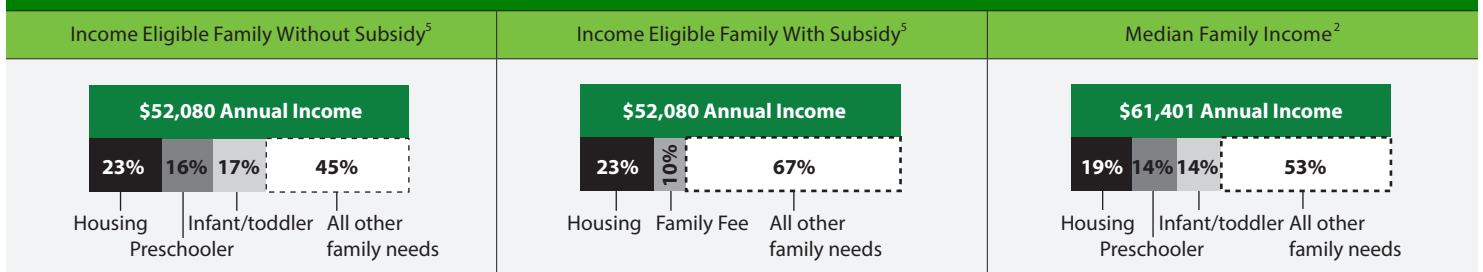 Income Eligible Family Without Subsidy5
Income Eligible Family With Subsidy5
Median Family Income2
$52,080 Annual Income
23% 16% 17% 45%
Housing Infant/toddler All other
Preschooler family needs
$52,080 Annual Income
23% 10% 67%
Housing Family Fee All other
family needs
$61,401 Annual Income
19% 14% 14% 53%
Housing Infant/toddler All other
Preschooler family needs